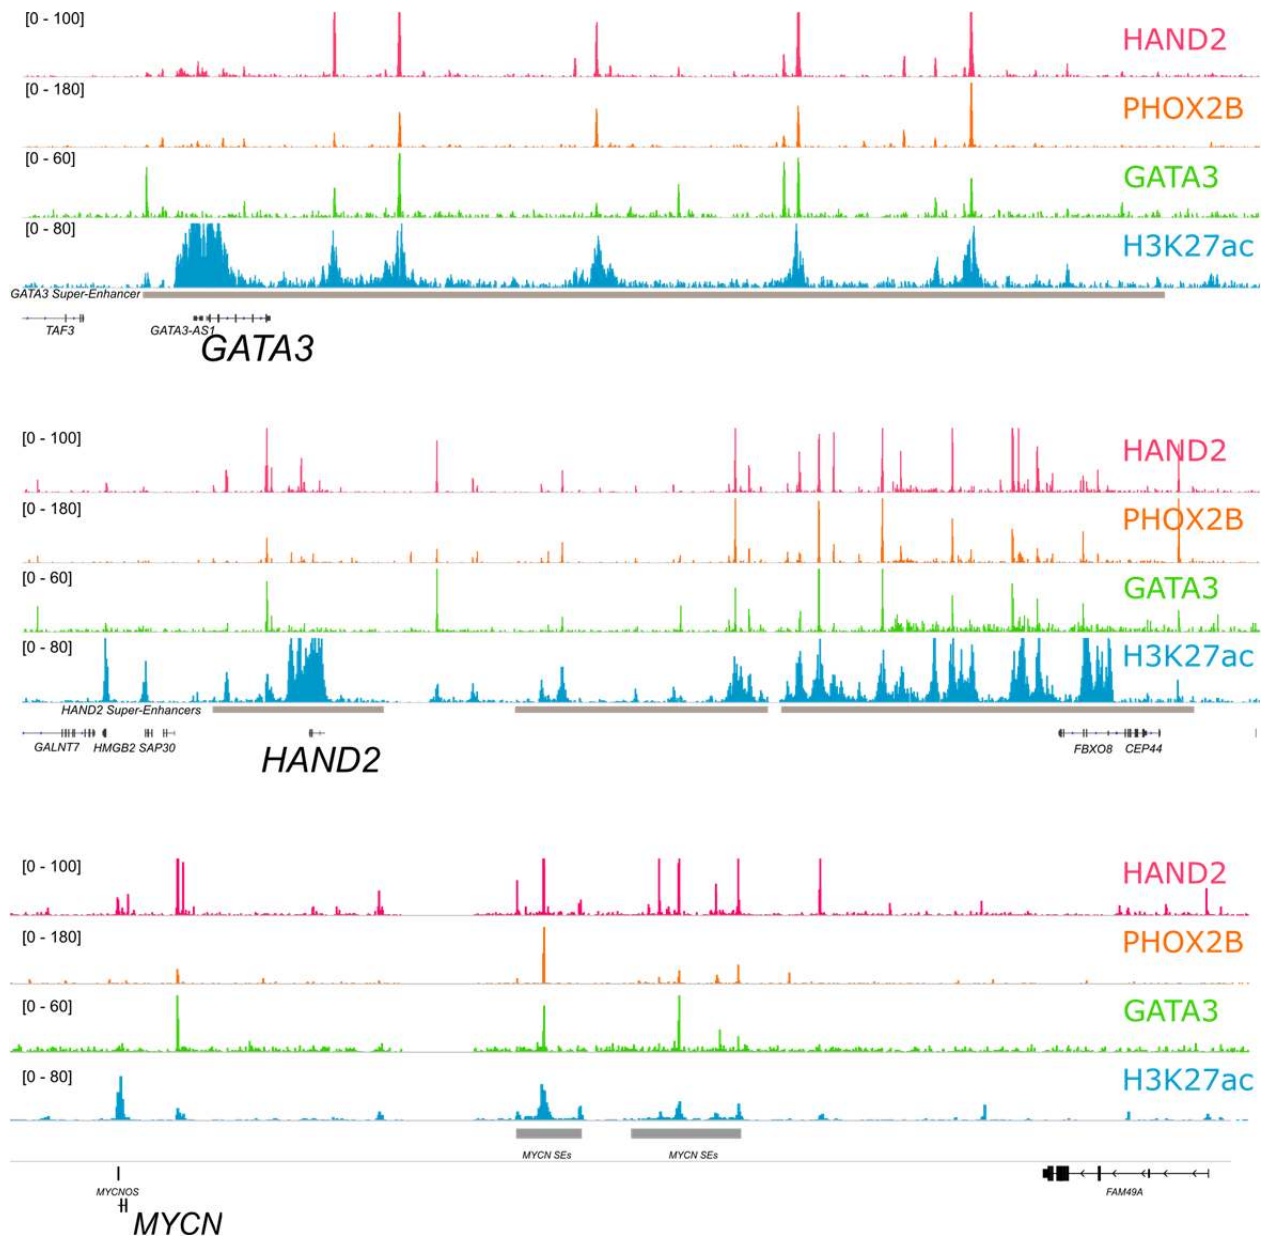 [0 - 100]
HAND2
[0 - 180]
PHOX2B
[0 - 60]
GATA3
[0 - 80]
H3K27ac
GATA3 Super-Enhancer
TAF3
GATA3-AS1
GATA3
[0 - 100]
HAND2
[0 - 180]
PHOX2B
[0 - 60]
GATA3
[0 - 80]
H3K27ac
HAND2 Super-Enhancers
GALNT7 HMGB2 SAP30
HAND2
FBXO8 CEP44
[0 - 100]
HAND2
[0 - 180]
PHOX2B
[0 - 60]
GATA3
[0 - 80]
H3K27ac
MYCN SEs
MYCN SEs
MYCNOS
MYCN
FAM49A